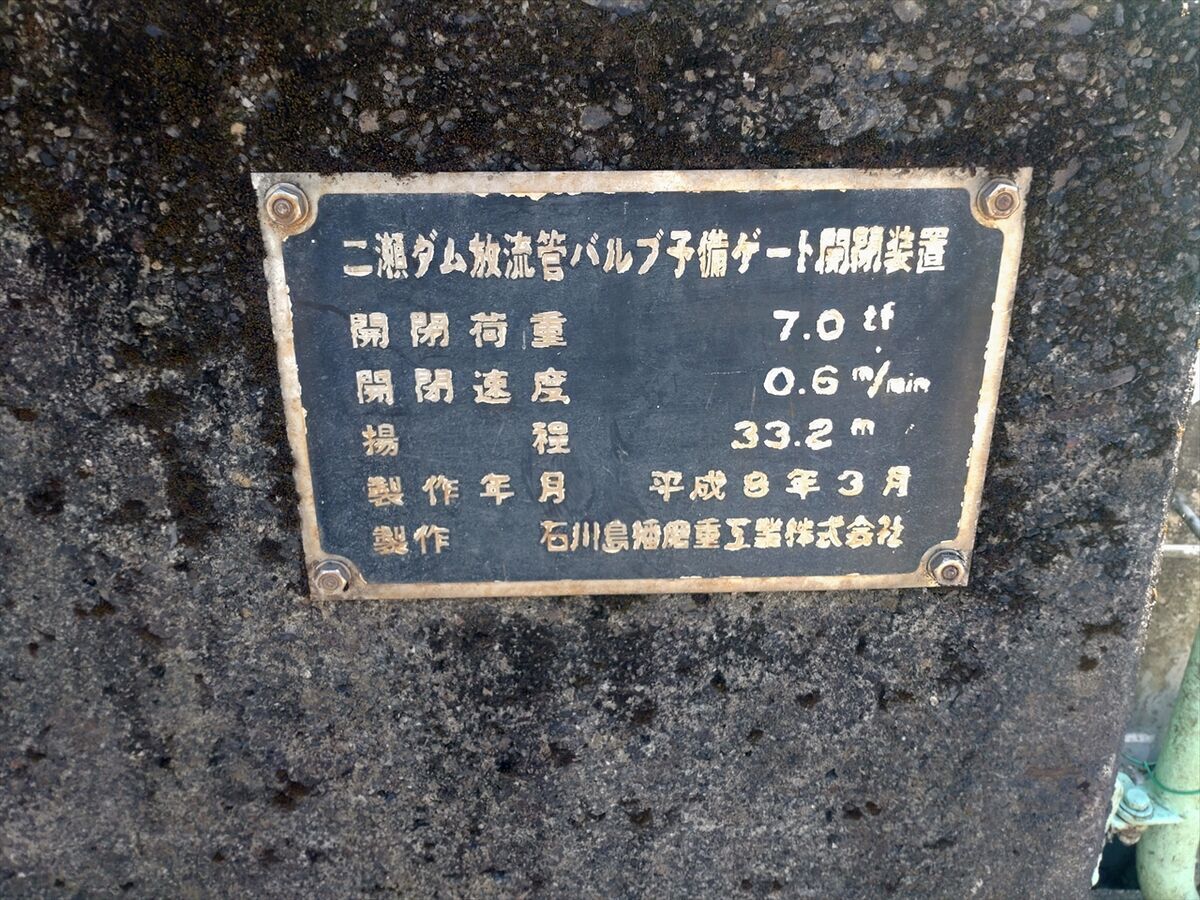 二瀬ダム放流管バルブ予備ゲート開閉装置
開閉荷重 7.0 tf
開閉速度 0.6 m/min
揚程 33.2 m
製作年月 平成8年3月
製作 石川島播磨重工業株式会社